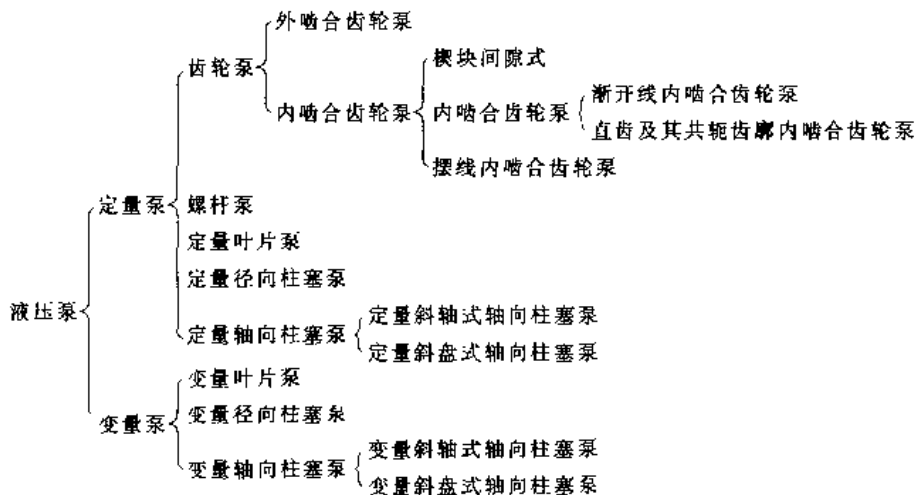 外啮合齿轮泵
齿轮泵
楔块间隙式
内啮合齿轮泵
内啮合齿轮泵
渐开线内啮合齿轮泵
直齿及其共轭齿廓内啮合齿轮泵
摆线内啮合齿轮泵
定量泵
螺杆泵
定量叶片泵
定量径向柱塞泵
液压泵
定量轴向柱塞泵
定量斜轴式轴向柱塞泵
定量斜盘式轴向柱塞泵
变量叶片泵
变量泵
变量径向柱塞泵
变量轴向柱塞泵
变量斜轴式轴向柱塞泵
变量斜盘式轴向柱塞泵